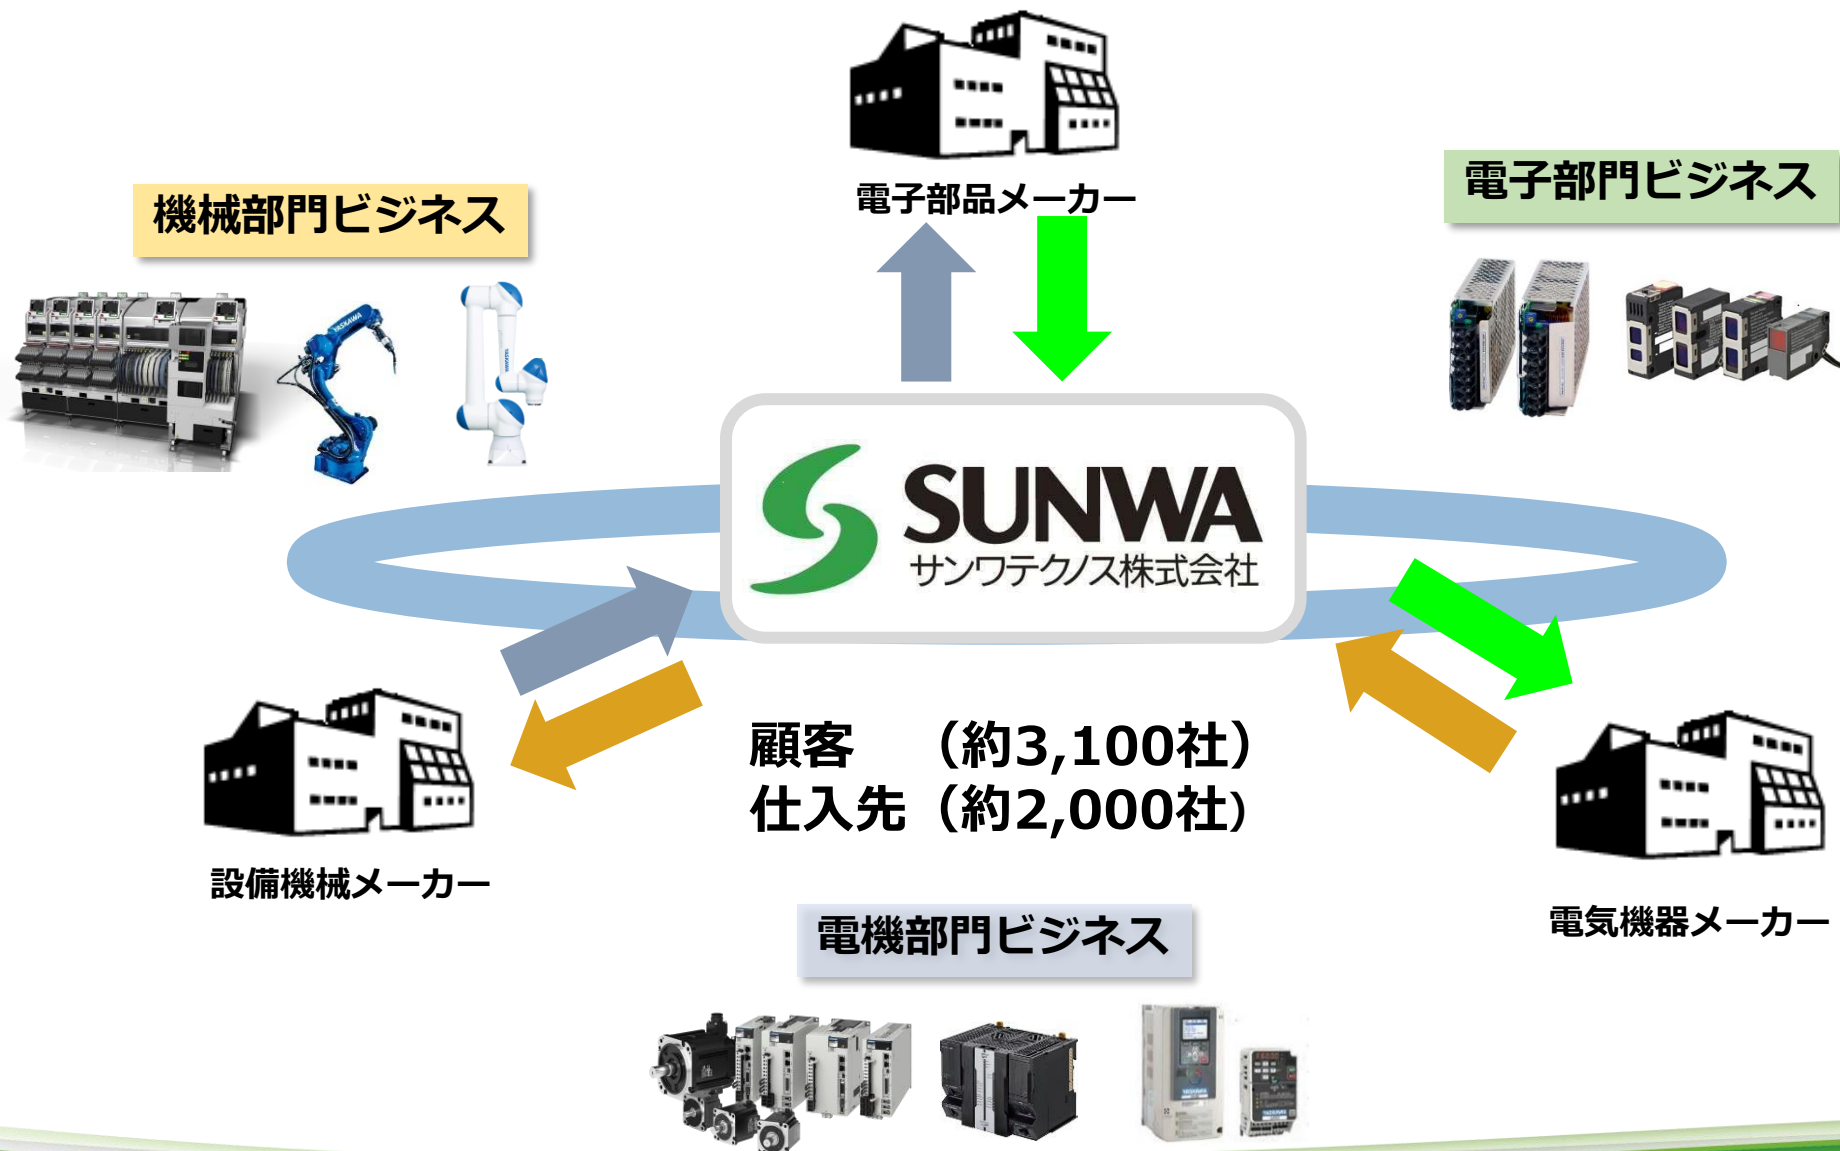 電子部品メーカー
機械部門ビジネス
電子部門ビジネス
YASKAWA
SUNWA
サンワテクノス株式会社
顧客 （約3,100社）
仕入先（約2,000社)
設備機械メーカー
電気機器メーカー
電機部門ビジネス
YASKAWA
YASKAWA